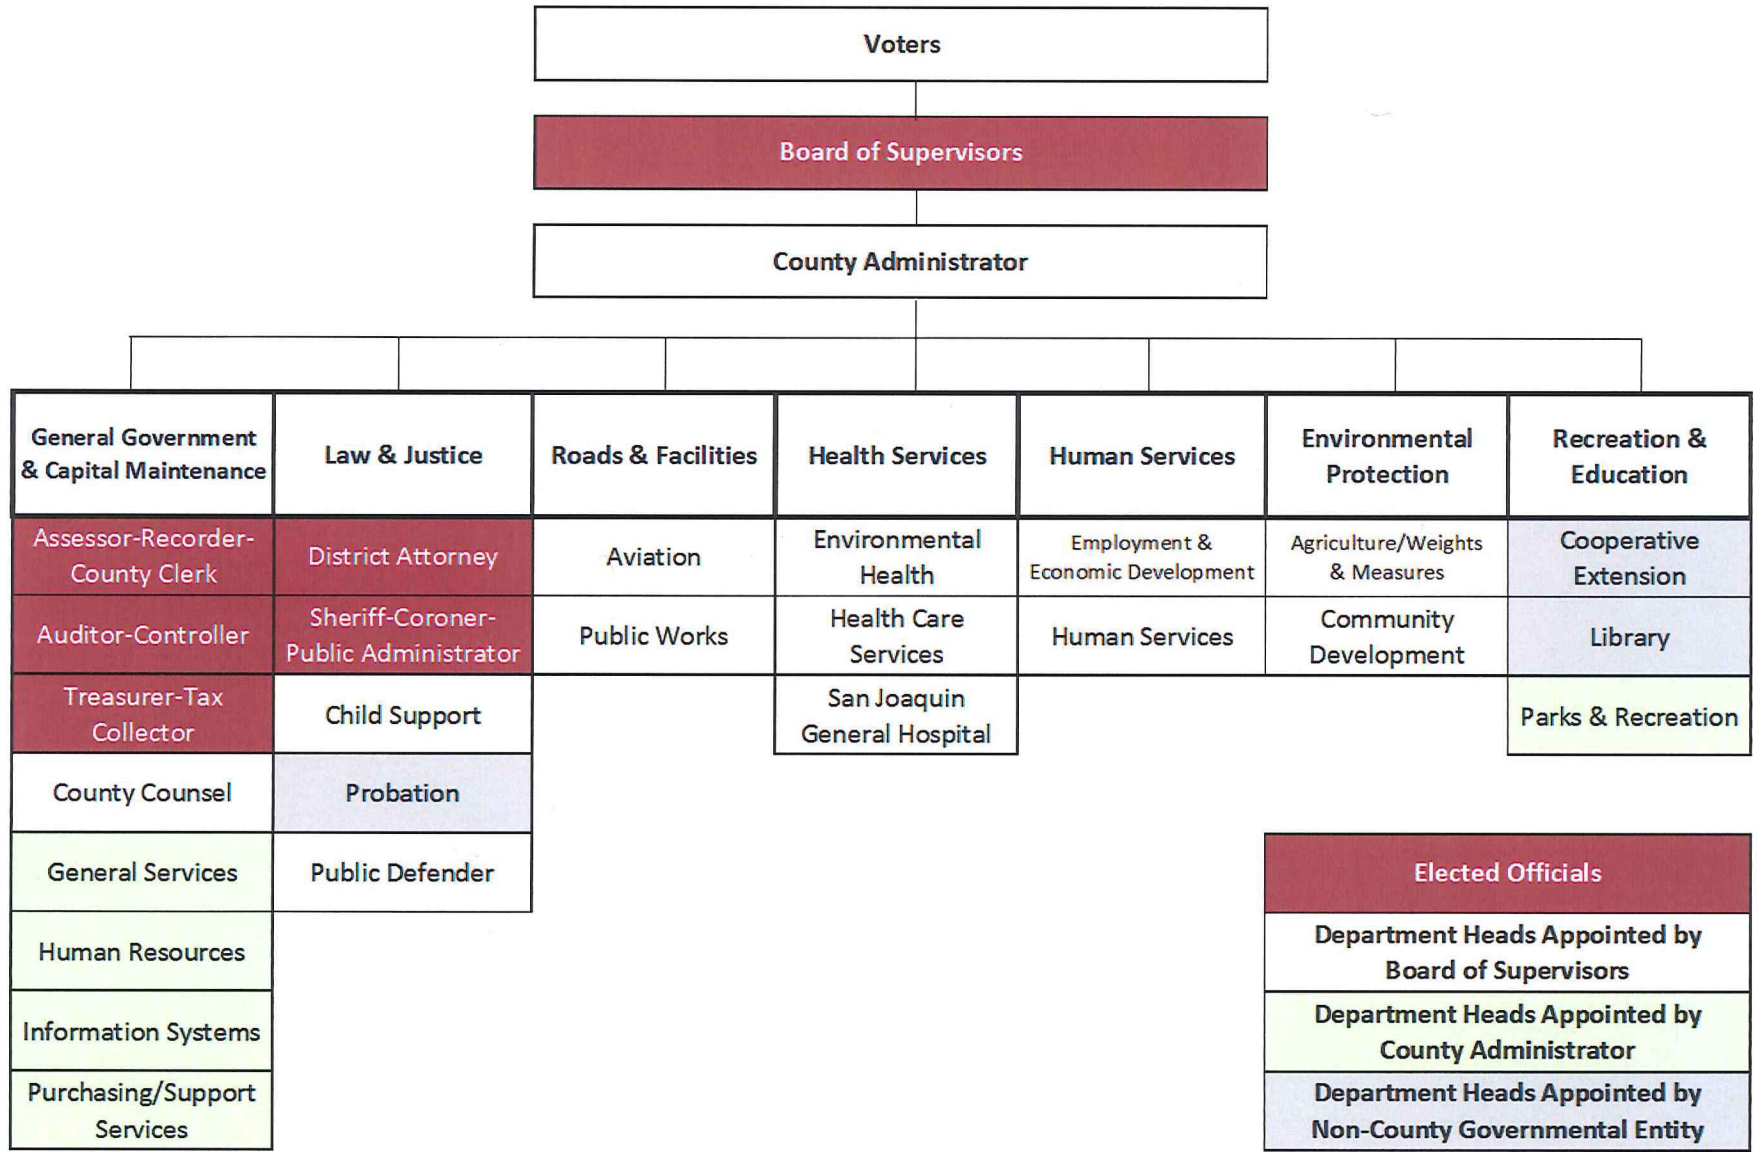 Voters
Board of Supervisors
County Administrator
General Government
& Capital Maintenance
Law & Justice
Roads & Facilities
Health Services
Human Services
Environmental
Protection
Recreation &
Education
Assessor-Recorder-
County Clerk
District Attorney
Aviation
Environmental
Health
Employment &
Economic Development
Agriculture/Weights
& Measures
Cooperative
Extension
Auditor-Controller
Sheriff-Coroner-
Public Administrator
Public Works
Health Care
Services
Human Services
Community
Development
Library
Treasurer-Tax
Collector
Child Support
San Joaquin
General Hospital
Parks & Recreation
County Counsel
Probation
General Services
Public Defender
Human Resources
Information Systems
Purchasing/Support
Services
Elected Officials
Department Heads Appointed by
Board of Supervisors
Department Heads Appointed by
County Administrator
Department Heads Appointed by
Non-County Governmental Entity